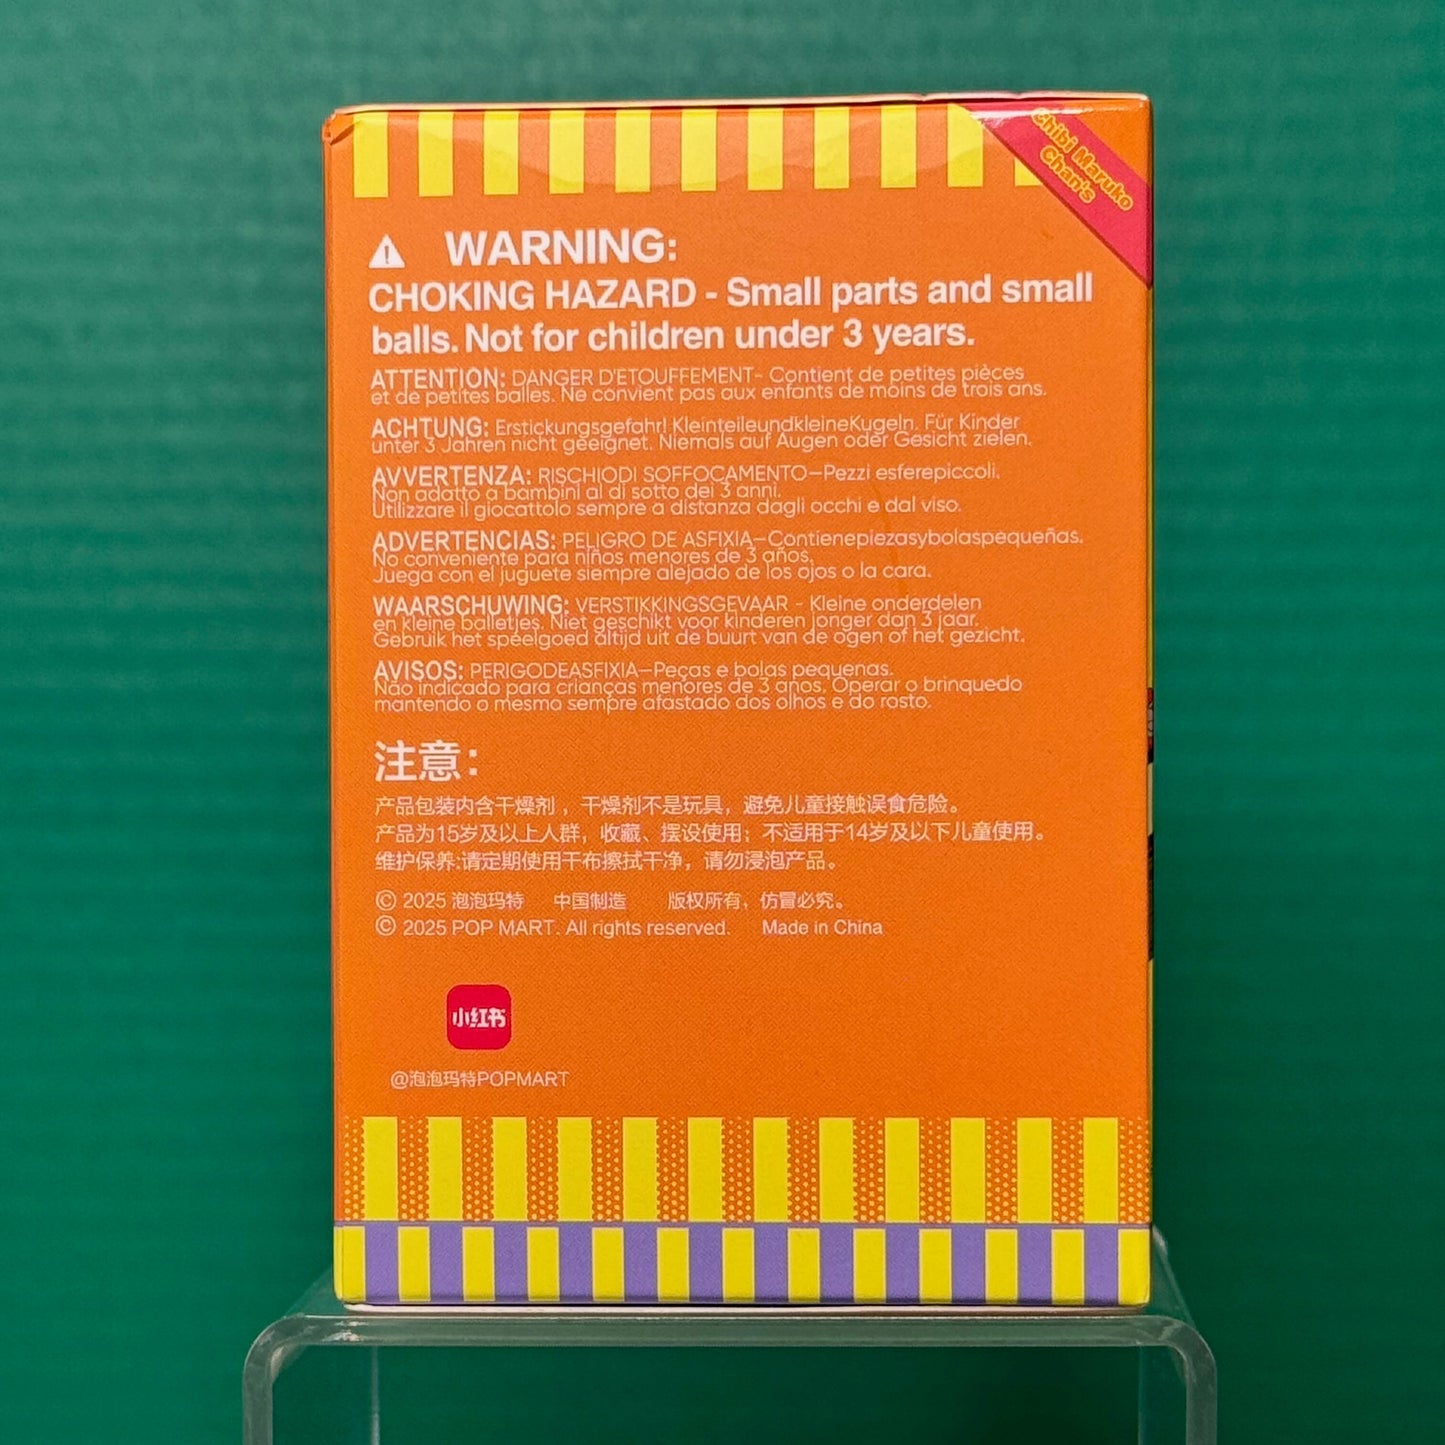 Chibi Maruko
Chan's
WARNING:
CHOKING HAZARD - Small parts and small
balls. Not for children under 3 years.
ATTENTION: DANGER D'ETOUFFEMENT- Contient de petites pièces
et de petites balles. Ne convient pas aux enfants de moins de trois ans.
ACHTUNG: Erstickungsgefahr! KleinteileundkleineKugeln. Für Kinder
unter 3 Jahren nicht geeignet. Niemals auf Augen oder Gesicht zielen.
AVVERTENZA: RISCHIODI SOFFOCAMENTO—Pezzi esferepiccoli.
Non adatto a bambini al di sotto dei 3 anni.
Utilizzare il giocattolo sempre a distanza dagli occhi e dal viso.
ADVERTENCIAS: PELIGRO DE ASFIXIA—Contienepiezasybolaspequeñas.
No conveniente para niños menores de 3 años.
Juega con el juguete siempre alejado de los ojos o la cara.
WAARSCHUWING: VERSTIKKINGSGEVAAR - Kleine onderdelen
en kleine balletjes. Niet geschikt voor kinderen jonger dan 3 jaar.
Gebruik het speelgoed altijd uit de buurt van de ogen of het gezicht.
AVISOS: PERIGODEASFIXIA—Peças e bolas pequenas.
Não indicado para crianças menores de 3 anos. Operar o brinquedo
mantendo o mesmo sempre afastado dos olhos e do rosto.
注意：
产品包装内含干燥剂，干燥剂不是玩具，避免儿童接触误食危险。
产品为15岁及以上人群，收藏、摆设使用；不适用于14岁及以下儿童使用。
维护保养:请定期使用干布擦拭干净，请勿浸泡产品。
© 2025 泡泡玛特 中国制造 版权所有，仿冒必究。
© 2025 POP MART. All rights reserved. Made in China
小红书
@泡泡玛特POPMART